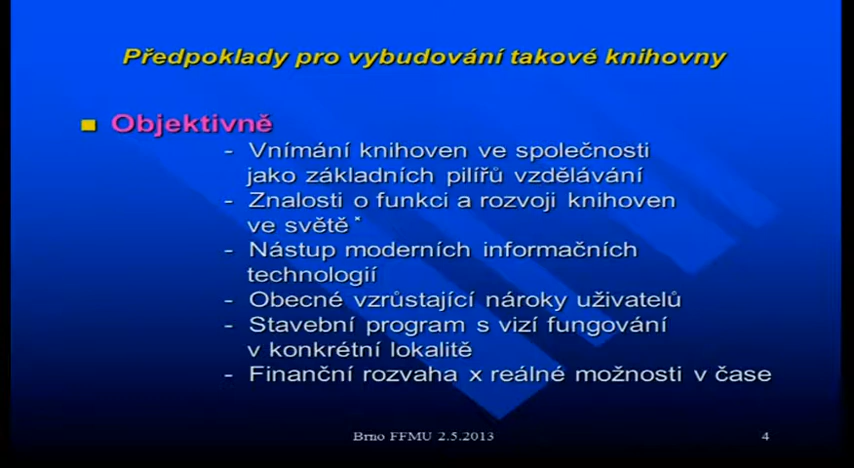 Předpoklady pro vybudování takové knihovny
Objektivně
- Vnímání knihoven ve společnosti
jako základních pilířů vzdělávání
- Znalosti o funkci a rozvoji knihoven
ve světě
- Nástup moderních informačních
technologií
- Obecné vzrůstající nároky uživatelů
- Stavební program s vizí fungování
v konkrétní lokalitě
- Finanční rozvaha x reálné možnosti v čase
Brno FFMU 2.5.2013
4